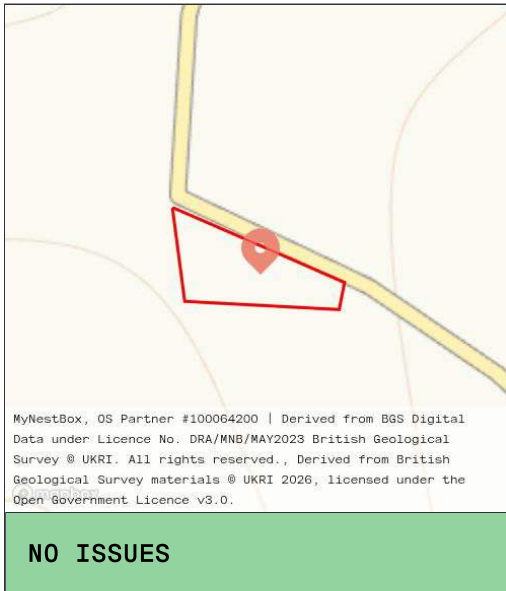 MyNestBox, OS Partner #100064200 | Derived from BGS Digital
Data under Licence No. DRA/MNB/MAY2023 British Geological
Survey © UKRI. All rights reserved., Derived from British
Geological Survey materials © UKRI 2026, licensed under the
Open Government Licence v3.0.
mapbox
NO ISSUES